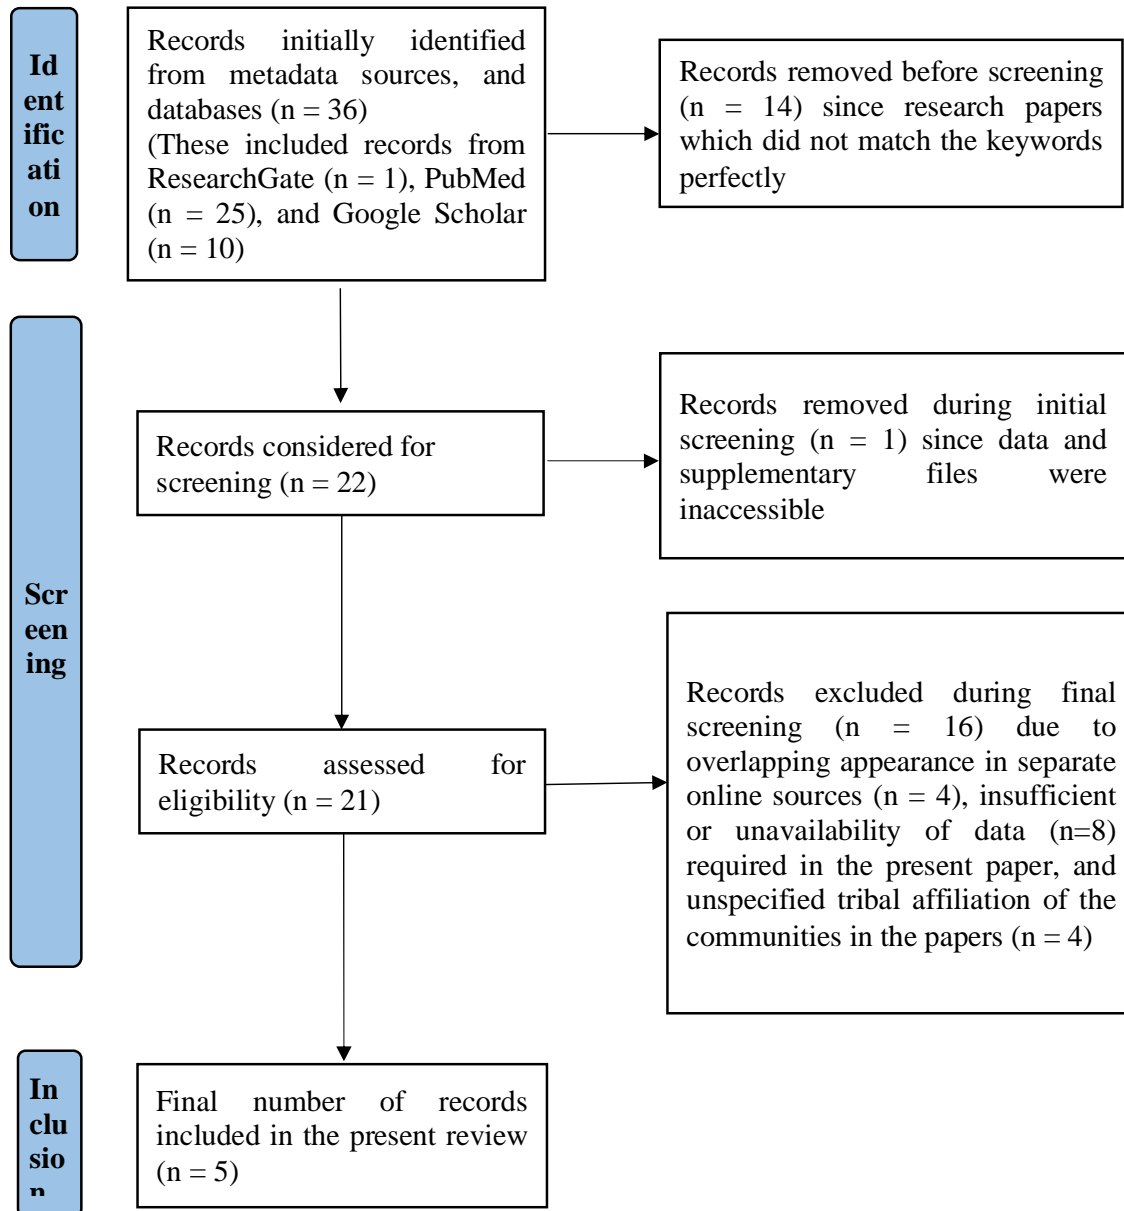 Id
ent
ific
ati
on
Records initially identified
from metadata sources, and
databases (n = 36)
(These included records from
ResearchGate (n = 1), PubMed
(n = 25), and Google Scholar
(n = 10)
Records removed before screening
(n = 14) since research papers
which did not match the keywords
perfectly
Scr
een
ing
Records considered for
screening (n = 22)
Records removed during initial
screening (n = 1) since data and
supplementary files were
inaccessible
Records assessed for
eligibility (n = 21)
Records excluded during final
screening (n = 16) due to
overlapping appearance in separate
online sources (n = 4), insufficient
or unavailability of data (n=8)
required in the present paper, and
unspecified tribal affiliation of the
communities in the papers (n = 4)
In
clu
sio
n
Final number of records
included in the present review
(n = 5)